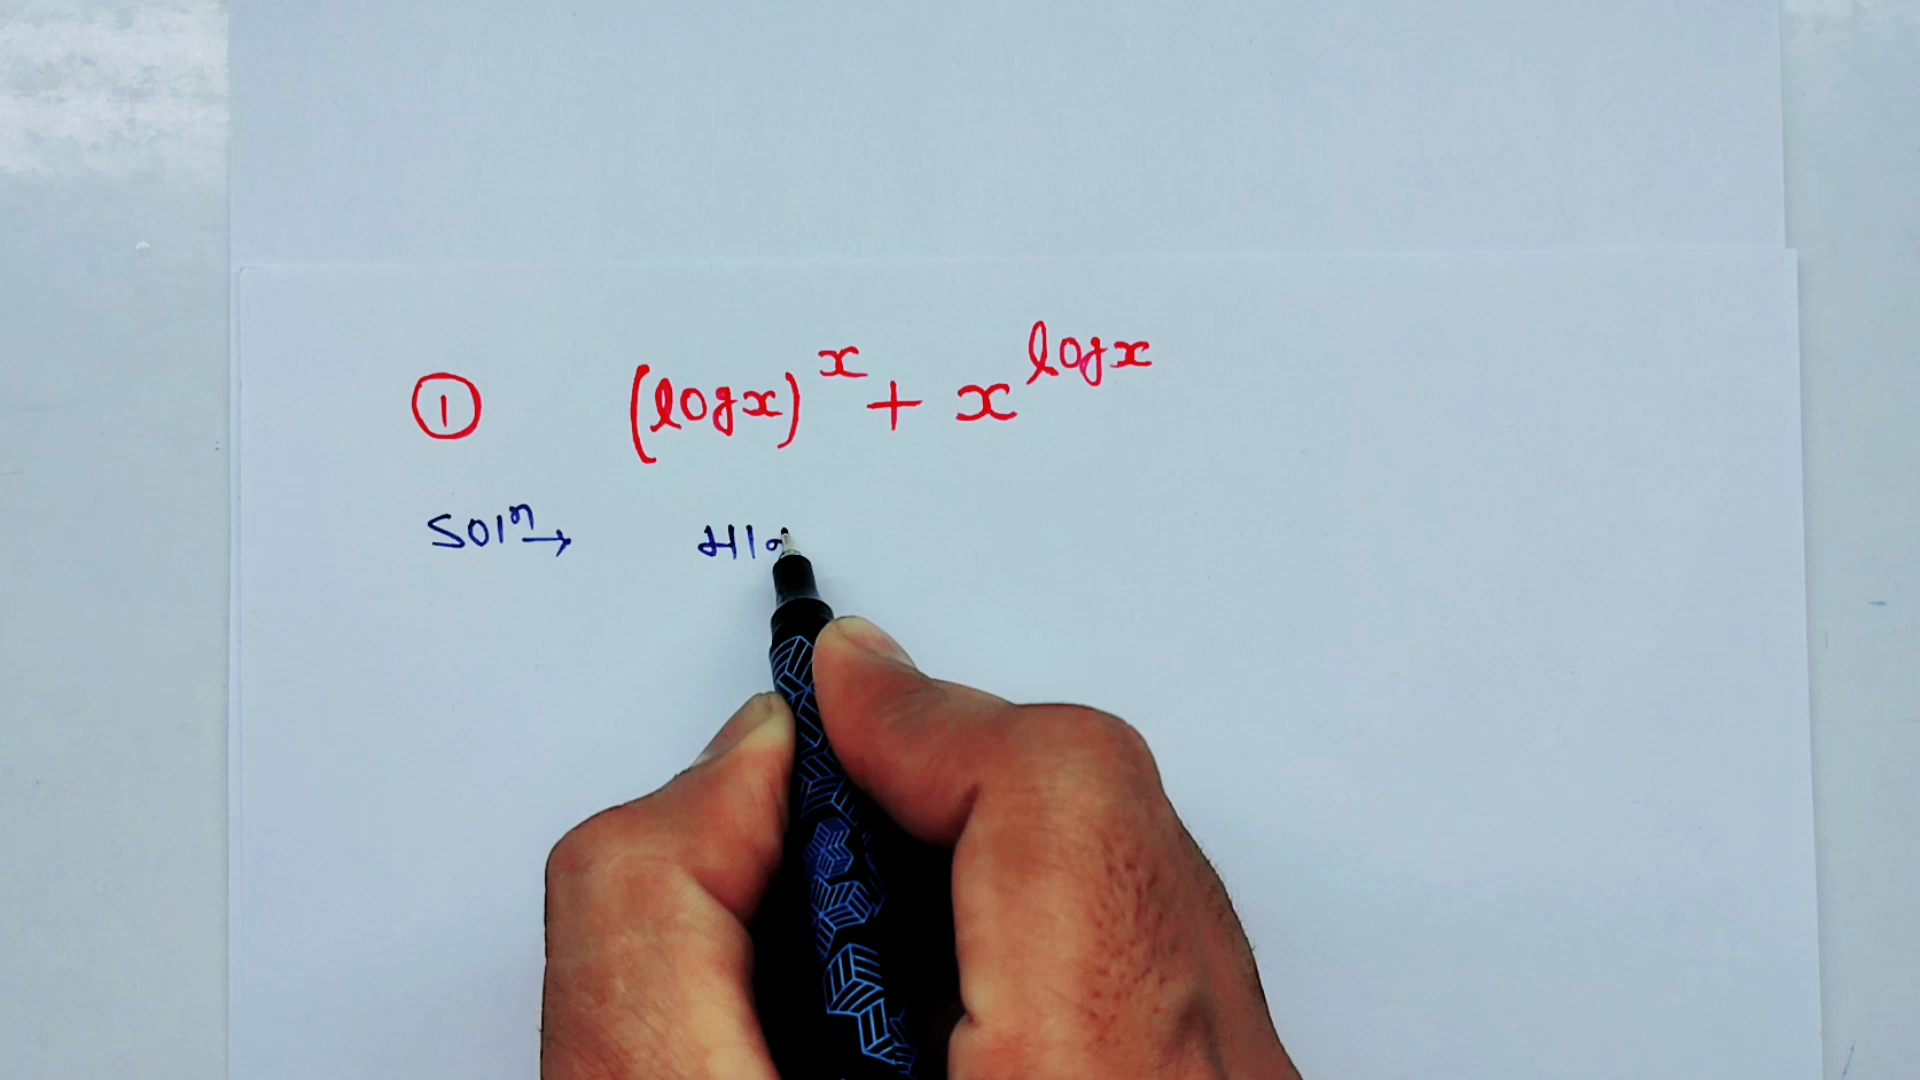 ① (log x)^x + x^log x
Solⁿ→ मान